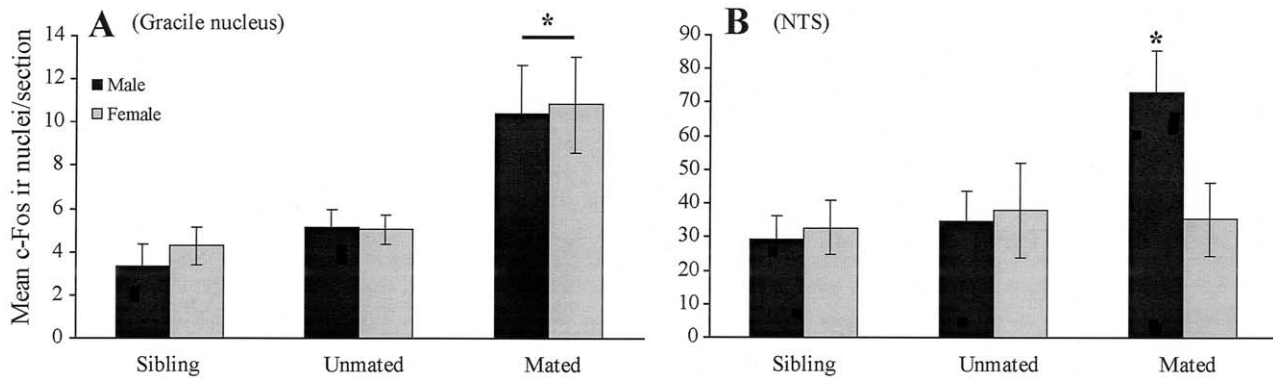 A (Gracile nucleus)
*
Mean c-Fos ir nuclei/section
14
12
10
8
6
4
2
0
Male
Female
Sibling
Unmated
Mated
B (NTS)
*
90
80
70
60
50
40
30
20
10
0
Sibling
Unmated
Mated